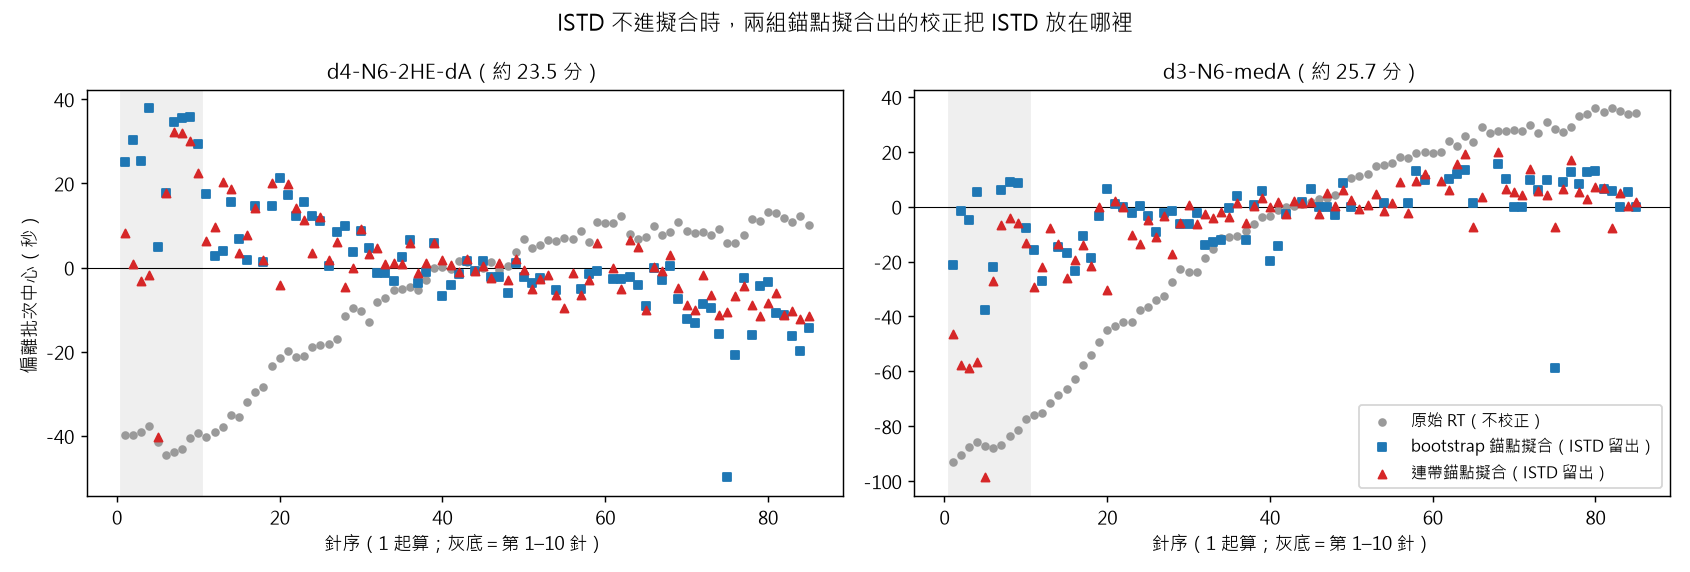 ISTD 不進擬合時，兩組錨點擬合出的校正把 ISTD 放在哪裡
d4-N6-2HE-dA（約 23.5 分）
40
20
0
-20
-40
偏離批次中心（秒）
0
20
40
60
80
針序（1 起算；灰底＝第 1–10 針）
d3-N6-medA（約 25.7 分）
40
20
0
-20
-40
-60
-80
-100
原始 RT（不校正）
bootstrap 錨點擬合（ISTD 留出）
連帶錨點擬合（ISTD 留出）
0
20
40
60
80
針序（1 起算；灰底＝第 1–10 針）